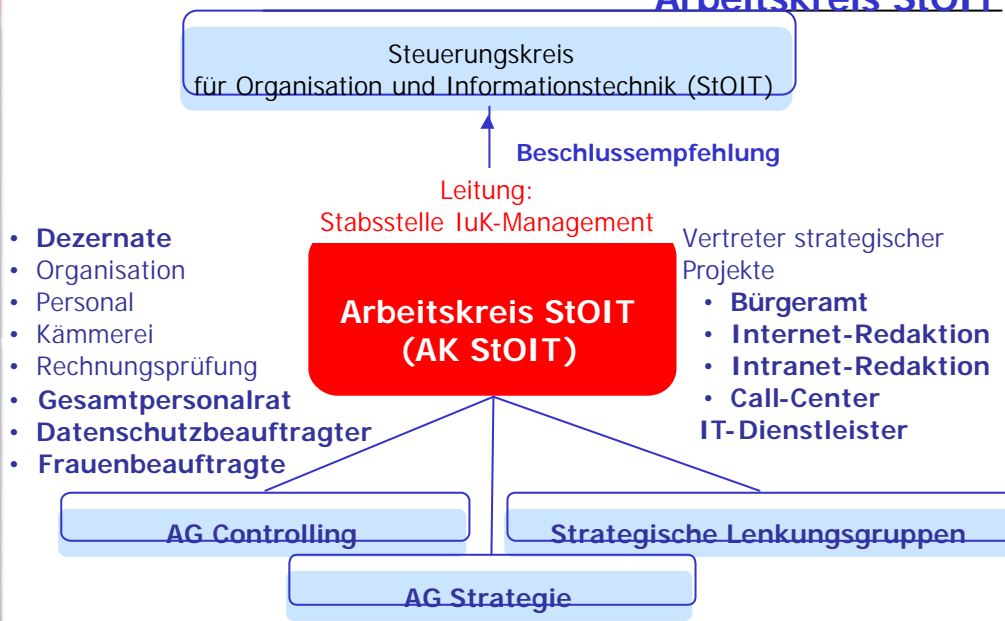 Arbeitskreis StOIT
Steuerungskreis
für Organisation und Informationstechnik (StOIT)
Beschlussempfehlung
Leitung:
Stabsstelle IuK-Management
• Dezernate
• Organisation
• Personal
• Kämmerei
• Rechnungsprüfung
• Gesamtpersonalrat
• Datenschutzbeauftragter
• Frauenbeauftragte
Arbeitskreis StOIT
(AK StOIT)
Vertreter strategischer
Projekte
• Bürgeramt
• Internet-Redaktion
• Intranet-Redaktion
• Call-Center
IT-Dienstleister
AG Controlling
Strategische Lenkungsgruppen
AG Strategie